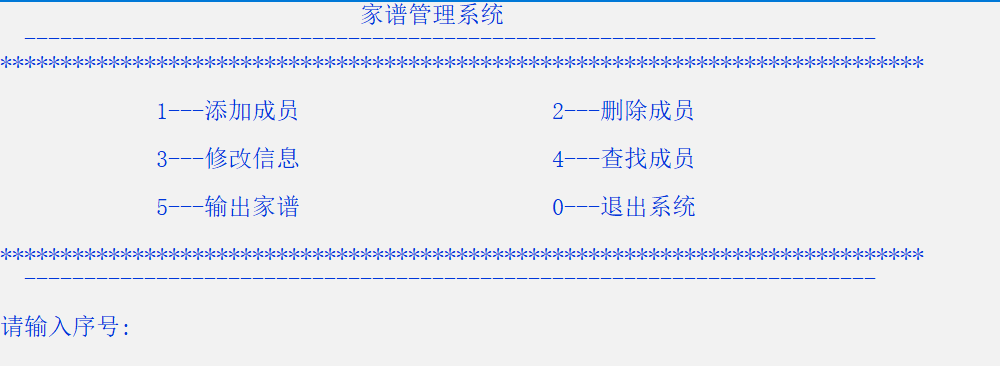 家谱管理系统
-----------------------------------------------------------------------
*****************************************************************************
1---添加成员 2---删除成员
3---修改信息 4---查找成员
5---输出家谱 0---退出系统
*****************************************************************************
-----------------------------------------------------------------------
请输入序号: